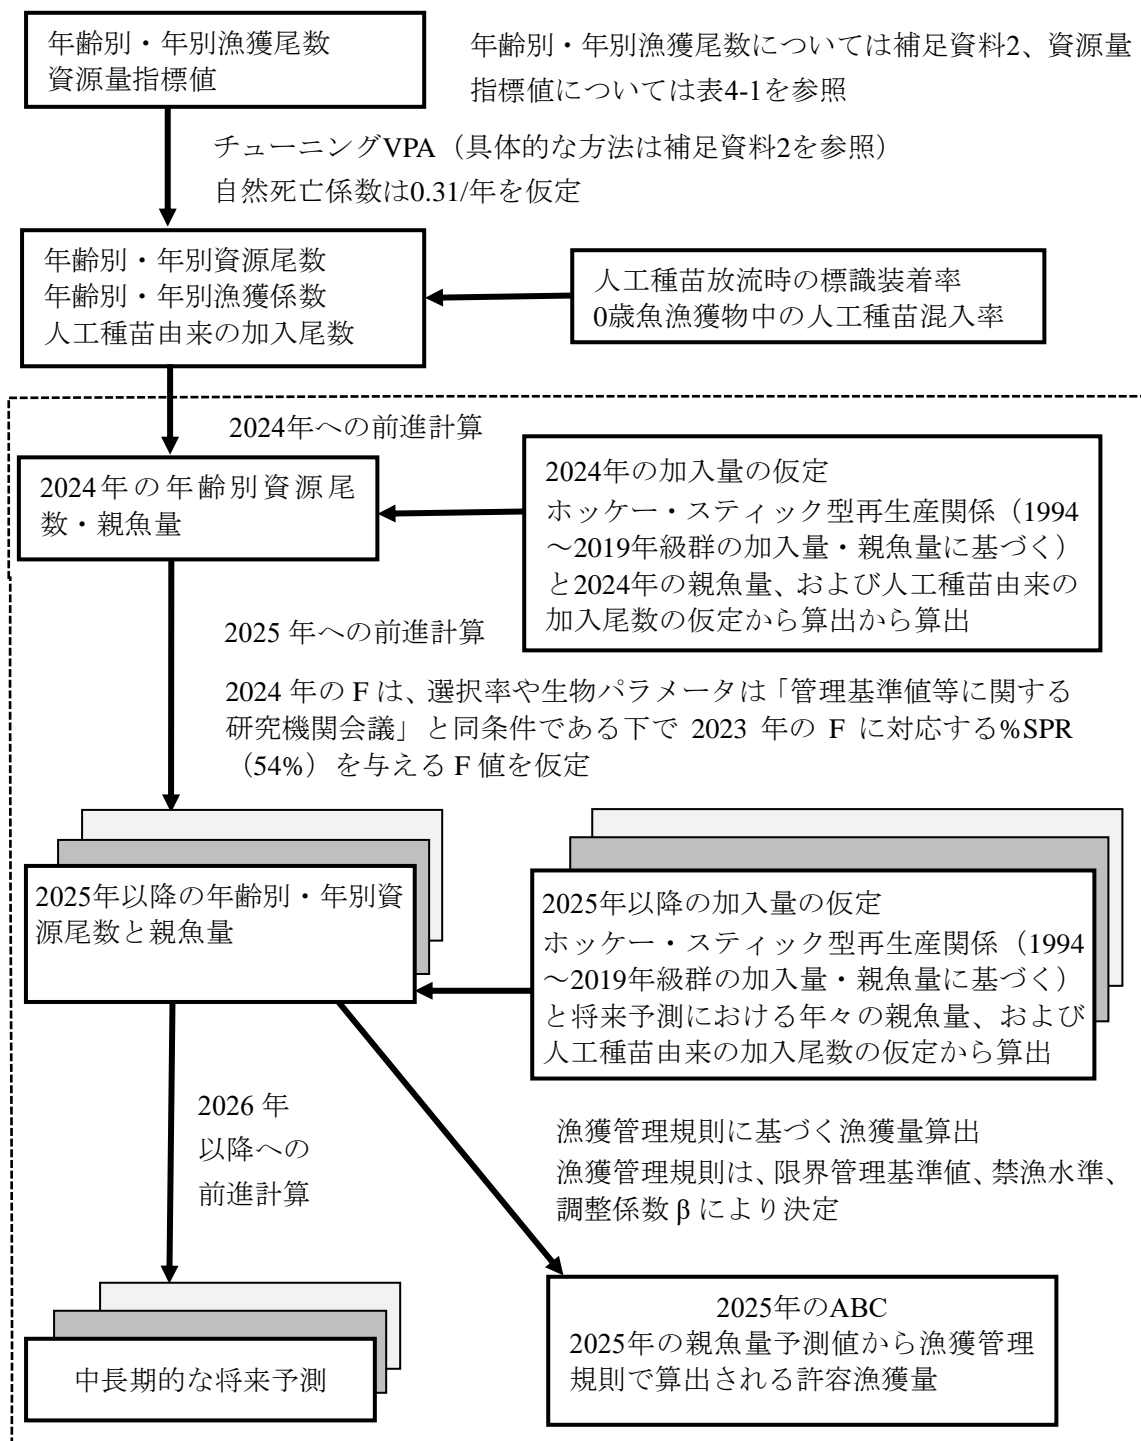 年齢別・年別漁獲尾数
資源量指標値
年齢別・年別漁獲尾数については補足資料2、資源量
指標値については表4-1を参照
チューニングVPA（具体的な方法は補足資料2を参照）
自然死亡係数は0.31/年を仮定
年齢別・年別資源尾数
年齢別・年別漁獲係数
人工種苗由来の加入尾数
人工種苗放流時の標識装着率
0歳魚漁獲物中の人工種苗混入率
2024年への前進計算
2024年の年齢別資源尾
数・親魚量
2024年の加入量の仮定
ホッケー・スティック型再生産関係（1994
～2019年級群の加入量・親魚量に基づく）
と2024年の親魚量、および人工種苗由来の
加入尾数の仮定から算出から算出
2025 年への前進計算
2024 年の F は、選択率や生物パラメータは「管理基準値等に関する
研究機関会議」と同条件である下で 2023 年の F に対応する%SPR
（54%）を与える F 値を仮定
2025年以降の年齢別・年別資
源尾数と親魚量
2025年以降の加入量の仮定
ホッケー・スティック型再生産関係（1994
～2019年級群の加入量・親魚量に基づく）
と将来予測における年々の親魚量、および
人工種苗由来の加入尾数の仮定から算出
2026 年
以降への
前進計算
漁獲管理規則に基づく漁獲量算出
漁獲管理規則は、限界管理基準値、禁漁水準、
調整係数 β により決定
中長期的な将来予測
2025年のABC
2025年の親魚量予測値から漁獲管理
規則で算出される許容漁獲量